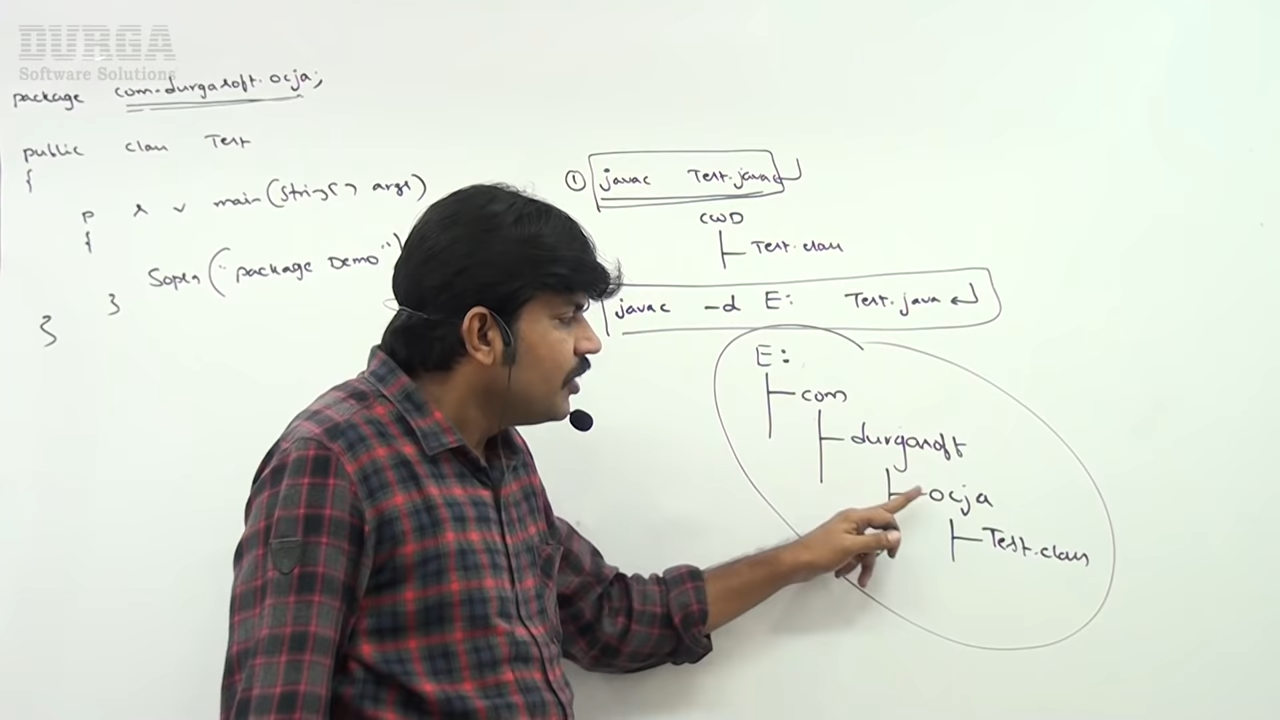 DURGA
Software Solutions
package com.durgasoft.ocja;
public class Test
{
p s v main(String[] args)
{
Sopln("package Demo")
}
}
① javac Test.java
CWD
Test.class
javac -d E: Test.java
E:
com
durgasoft
ocja
Test.class